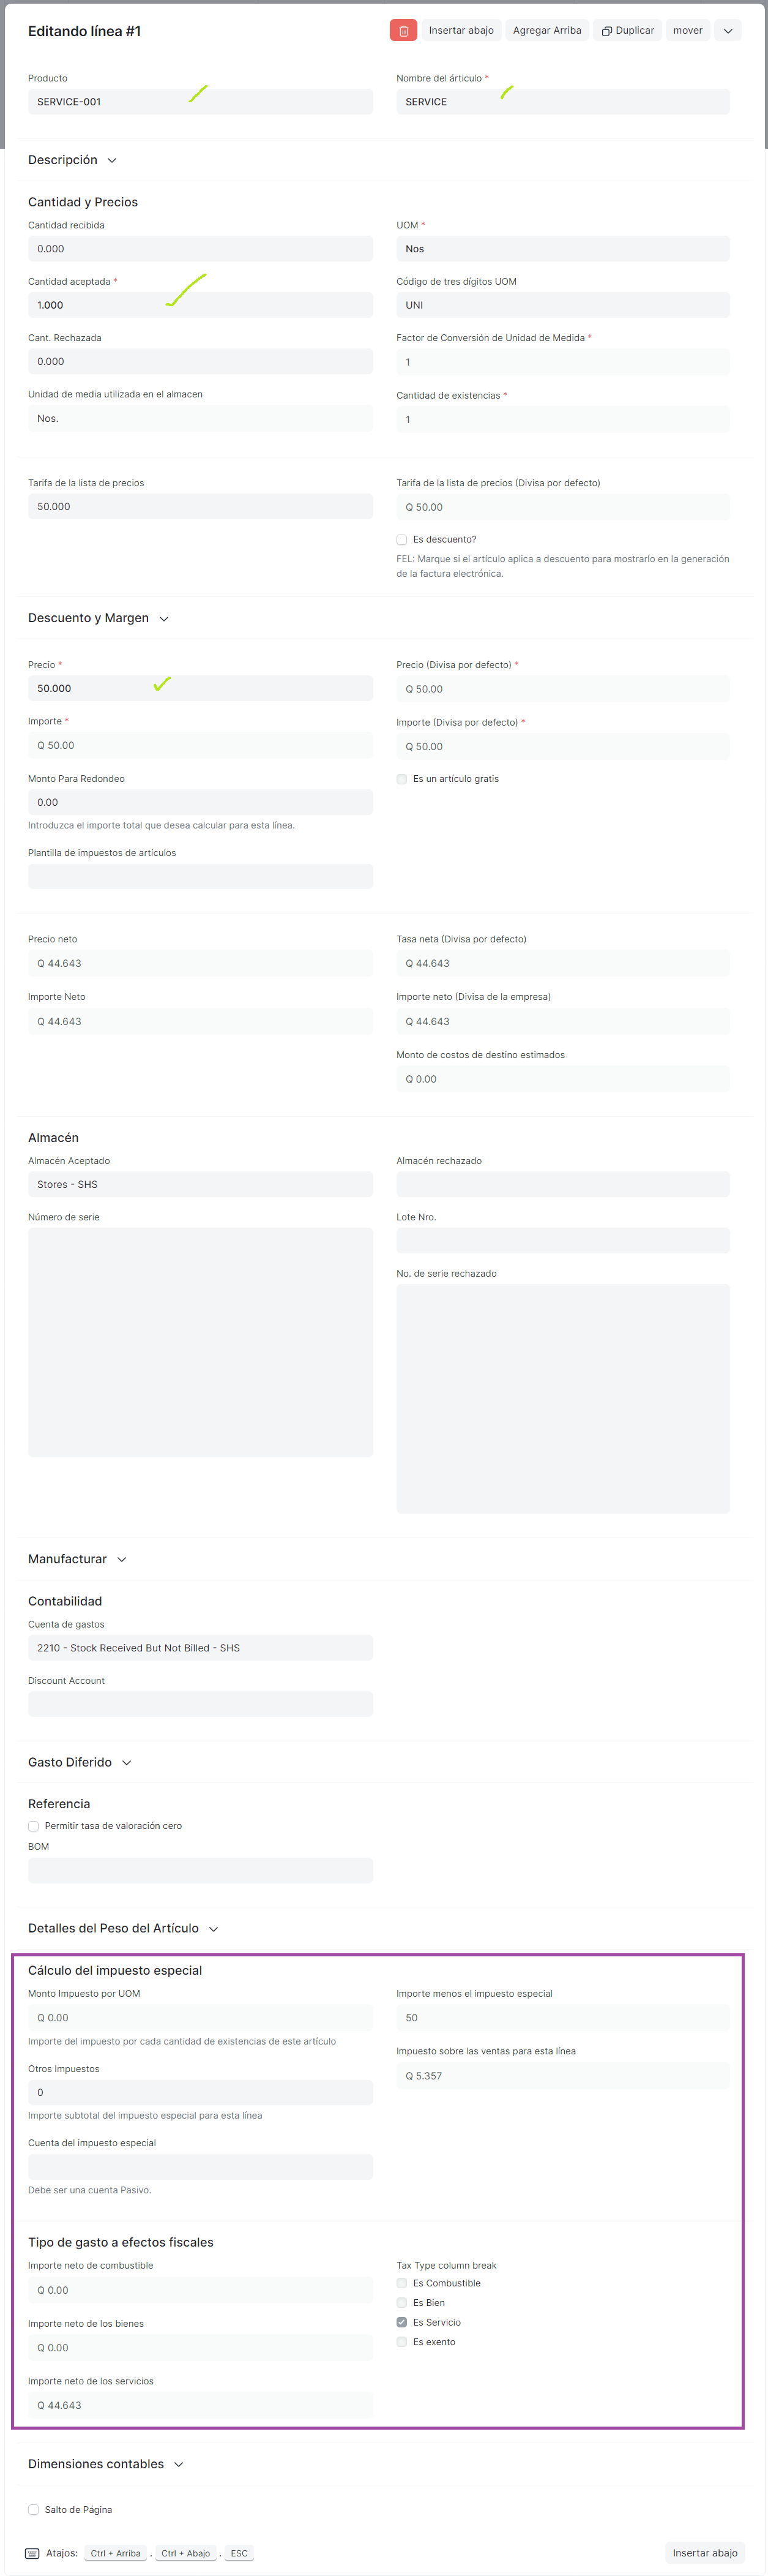 Editando línea #1
Insertar abajo
Agregar Arriba
Duplicar
mover
Producto
SERVICE-001
Nombre del árticulo *
SERVICE
Descripción
Cantidad y Precios
Cantidad recibida
0.000
UOM *
Nos
Cantidad aceptada *
1.000
Código de tres dígitos UOM
UNI
Cant. Rechazada
0.000
Factor de Conversión de Unidad de Medida *
1
Unidad de media utilizada en el almacen
Nos.
Cantidad de existencias *
1
Tarifa de la lista de precios
50.000
Tarifa de la lista de precios (Divisa por defecto)
Q 50.00
Es descuento?
FEL: Marque si el artículo aplica a descuento para mostrarlo en la generación
de la factura electrónica.
Descuento y Margen
Precio *
50.000
Precio (Divisa por defecto) *
Q 50.00
Importe *
Q 50.00
Importe (Divisa por defecto) *
Q 50.00
Monto Para Redondeo
0.00
Introduzca el importe total que desea calcular para esta línea.
Es un artículo gratis
Plantilla de impuestos de artículos
Precio neto
Q 44.643
Tasa neta (Divisa por defecto)
Q 44.643
Importe Neto
Q 44.643
Importe neto (Divisa de la empresa)
Q 44.643
Monto de costos de destino estimados
Q 0.00
Almacén
Almacén Aceptado
Stores - SHS
Almacén rechazado
Número de serie
Lote Nro.
No. de serie rechazado
Manufacturar
Contabilidad
Cuenta de gastos
2210 - Stock Received But Not Billed - SHS
Discount Account
Gasto Diferido
Referencia
Permitir tasa de valoración cero
BOM
Detalles del Peso del Artículo
Cálculo del impuesto especial
Monto Impuesto por UOM
Q 0.00
Importe del impuesto por cada cantidad de existencias de este artículo
Importe menos el impuesto especial
50
Otros Impuestos
0
Importe subtotal del impuesto especial para esta línea
Impuesto sobre las ventas para esta línea
Q 5.357
Cuenta del impuesto especial
Debe ser una cuenta Pasivo.
Tipo de gasto a efectos fiscales
Importe neto de combustible
Q 0.00
Importe neto de los bienes
Q 0.00
Importe neto de los servicios
Q 44.643
Tax Type column break
Es Combustible
Es Bien
Es Servicio
Es exento
Dimensiones contables
Salto de Página
Atajos: Ctrl + Arriba , Ctrl + Abajo , ESC
Insertar abajo